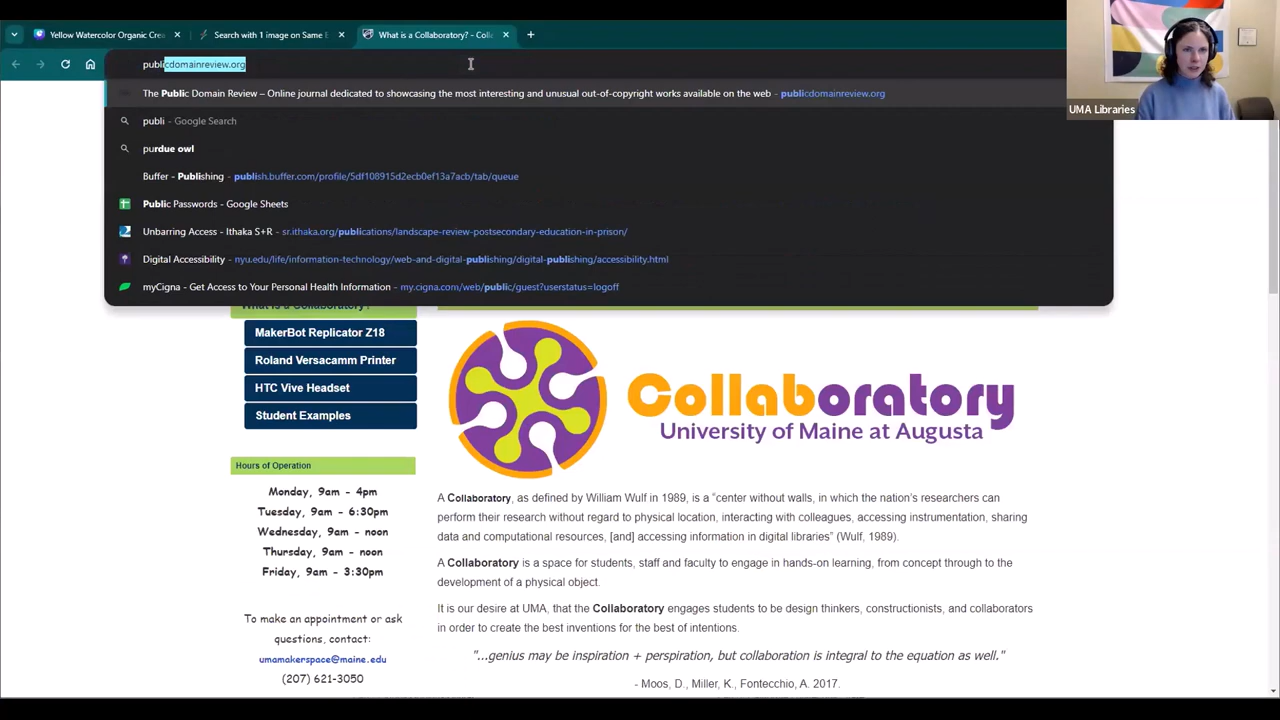 Yellow Watercolor Organic Crea
Search with 1 image on Same E
What is a Collaboratory? - Colla
publicdomainreview.org
The Public Domain Review – Online journal dedicated to showcasing the most interesting and unusual out-of-copyright works available on the web - publicdomainreview.org
publi - Google Search
purdue owl
Buffer - Publishing - publish.buffer.com/profile/5df108915d2ecb0ef13a7acb/tab/queue
Public Passwords - Google Sheets
Unbarring Access - Ithaka S+R - sr.ithaka.org/publications/landscape-review-postsecondary-education-in-prison/
Digital Accessibility - nyu.edu/life/information-technology/web-and-digital-publishing/digital-publishing/accessibility.html
myCigna - Get Access to Your Personal Health Information - my.cigna.com/web/public/guest?userstatus=logoff
UMA Libraries
What is a Collaboratory?
MakerBot Replicator Z18
Roland Versacamm Printer
HTC Vive Headset
Student Examples
Hours of Operation
Monday, 9am - 4pm
Tuesday, 9am - 6:30pm
Wednesday, 9am - noon
Thursday, 9am - noon
Friday, 9am - 3:30pm
To make an appointment or ask
questions, contact:
umamakerspace@maine.edu
(207) 621-3050
Collaboratory
University of Maine at Augusta
A Collaboratory, as defined by William Wulf in 1989, is a “center without walls, in which the nation’s researchers can
perform their research without regard to physical location, interacting with colleagues, accessing instrumentation, sharing
data and computational resources, [and] accessing information in digital libraries” (Wulf, 1989).
A Collaboratory is a space for students, staff and faculty to engage in hands-on learning, from concept through to the
development of a physical object.
It is our desire at UMA, that the Collaboratory engages students to be design thinkers, constructionists, and collaborators
in order to create the best inventions for the best of intentions.
"...genius may be inspiration + perspiration, but collaboration is integral to the equation as well."
- Moos, D., Miller, K., Fontecchio, A. 2017.